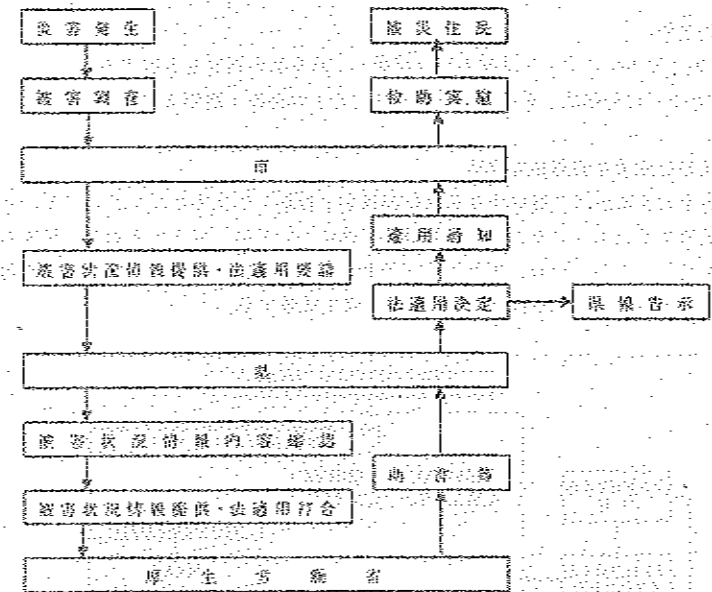 災害発生
被災住民
被害調査
救助実施
市
適用通知
被害状況情報提供・法適用要請
法適用決定
県報告示
県
被害状況情報内容確認
助言等
被害状況情報提供・法適用打合
厚生労働省